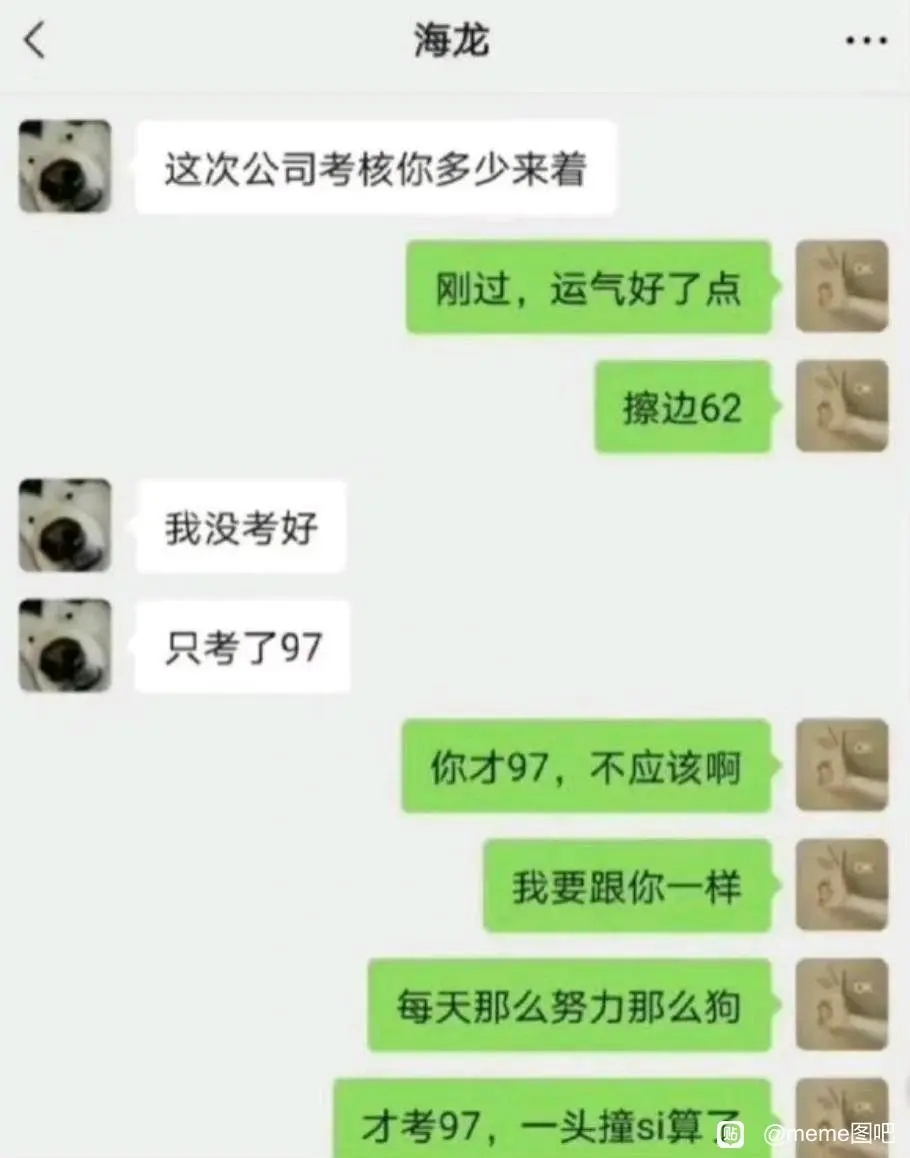 海龙
这次公司考核你多少来着
刚过，运气好了点
擦边62
我没考好
只考了97
你才97，不应该啊
我要跟你一样
每天那么努力那么狗
才考97，一头撞si算了
贴 @meme图吧